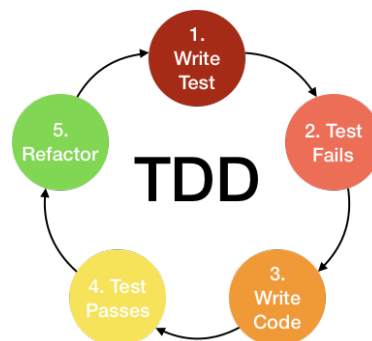 1.
Write
Test
2. Test
Fails
3.
Write
Code
4. Test
Passes
5.
Refactor
TDD